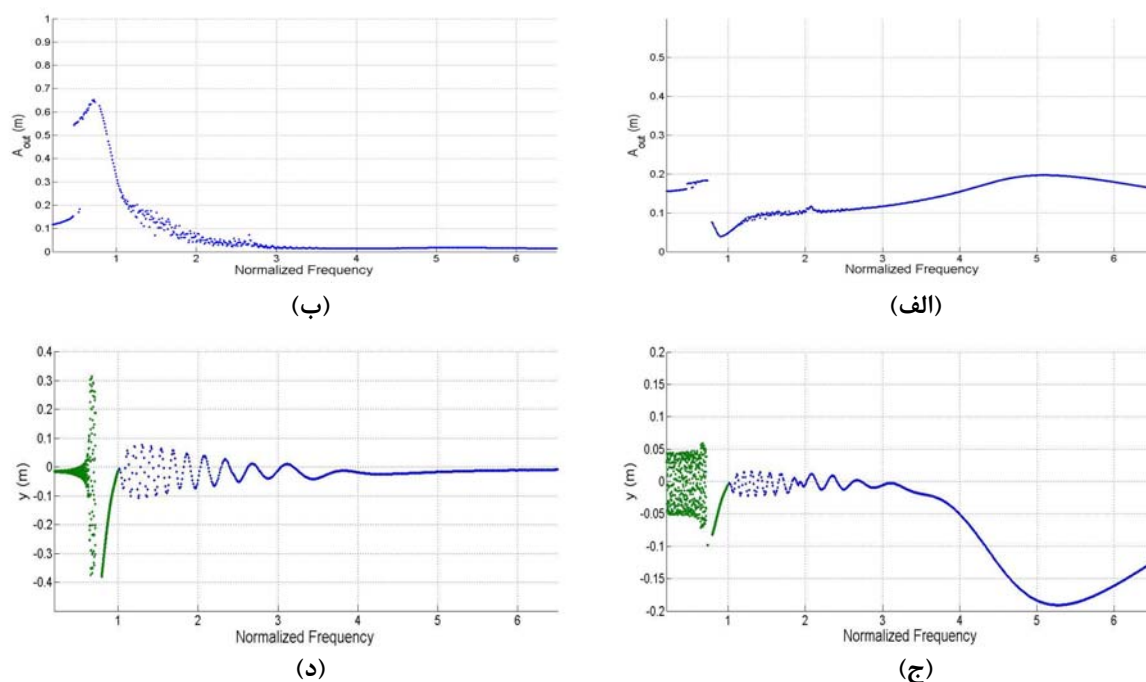 1
0.9
0.8
0.7
0.6
0.5
0.4
0.3
0.2
0.1
0
A_out (m)
1 2 3 4 5 6
Normalized Frequency
(ب)
0.5
0.4
0.3
0.2
0.1
0
A_out (m)
1 2 3 4 5 6
Normalized Frequency
(الف)
0.4
0.3
0.2
0.1
0
-0.1
-0.2
-0.3
-0.4
y (m)
1 2 3 4 5 6
Normalized Frequency
(د)
0.2
0.15
0.1
0.05
0
-0.05
-0.1
-0.15
-0.2
y (m)
1 2 3 4 5 6
Normalized Frequency
(ج)